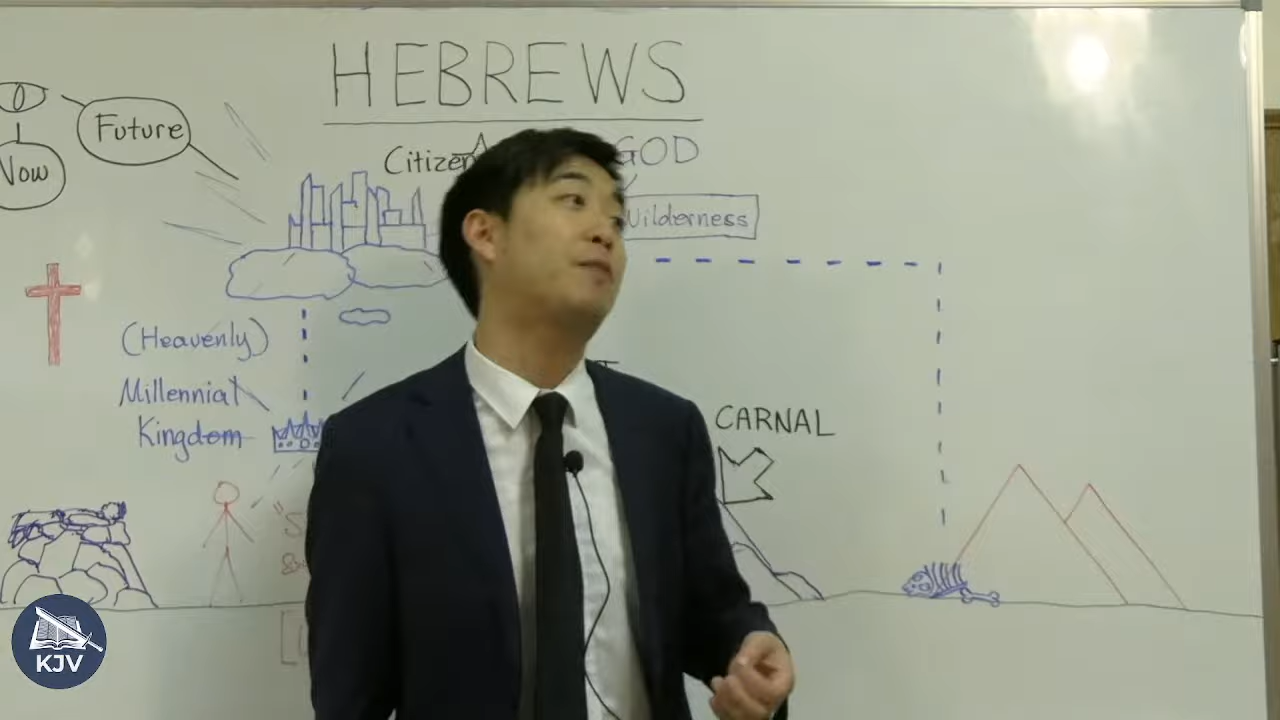 HEBREWS
Future
Now
Citizen
GOD
Wilderness
(Heavenly)
Millennial
Kingdom
CARNAL
KJV